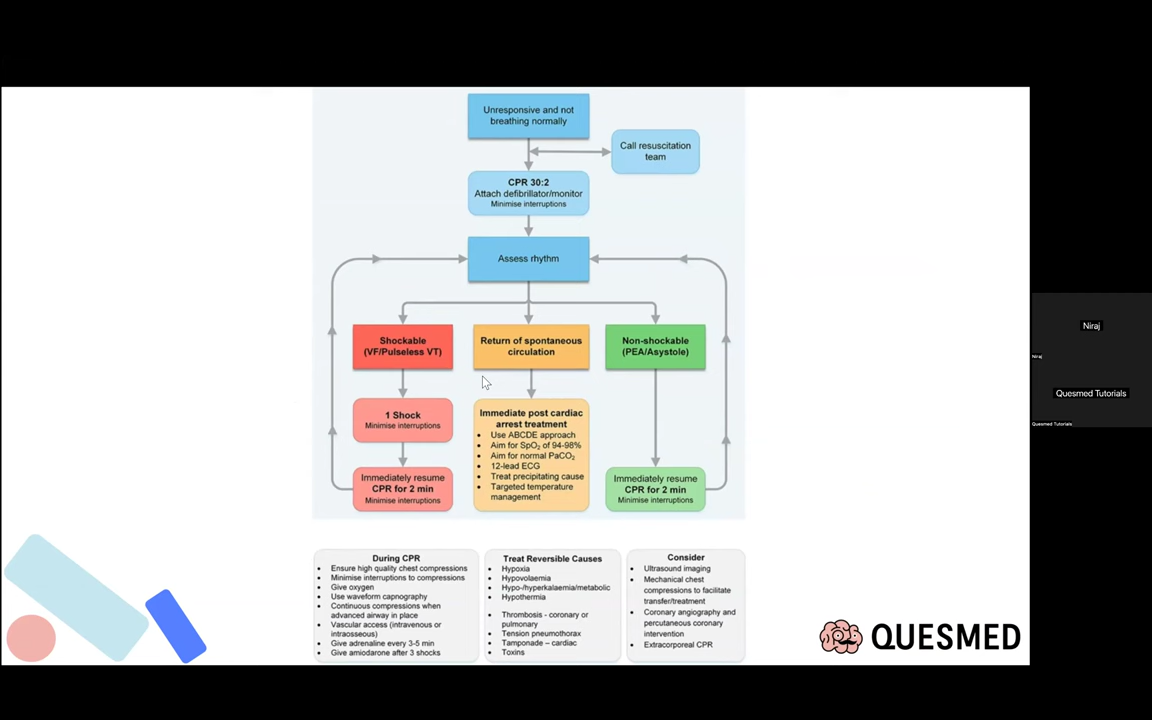 Unresponsive and not
breathing normally
Call resuscitation
team
CPR 30:2
Attach defibrillator/monitor
Minimise interruptions
Assess rhythm
Shockable
(VF/Pulseless VT)
Return of spontaneous
circulation
Non-shockable
(PEA/Asystole)
1 Shock
Minimise interruptions
Immediately resume
CPR for 2 min
Minimise interruptions
Immediate post cardiac
arrest treatment
• Use ABCDE approach
• Aim for SpO₂ of 94-98%
• Aim for normal PaCO₂
• 12-lead ECG
• Treat precipitating cause
• Targeted temperature
management
Immediately resume
CPR for 2 min
Minimise interruptions
During CPR
• Ensure high quality chest compressions
• Minimise interruptions to compressions
• Give oxygen
• Use waveform capnography
• Continuous compressions when
advanced airway in place
• Vascular access (intravenous or
intraosseous)
• Give adrenaline every 3-5 min
• Give amiodarone after 3 shocks
Treat Reversible Causes
• Hypoxia
• Hypovolaemia
• Hypo-/hyperkalaemia/metabolic
• Hypothermia
• Thrombosis - coronary or
pulmonary
• Tension pneumothorax
• Tamponade – cardiac
• Toxins
Consider
• Ultrasound imaging
• Mechanical chest
compressions to facilitate
transfer/treatment
• Coronary angiography and
percutaneous coronary
intervention
• Extracorporeal CPR
QUESMED
Niraj
Niraj
Quesmed Tutorials
Quesmed Tutorials